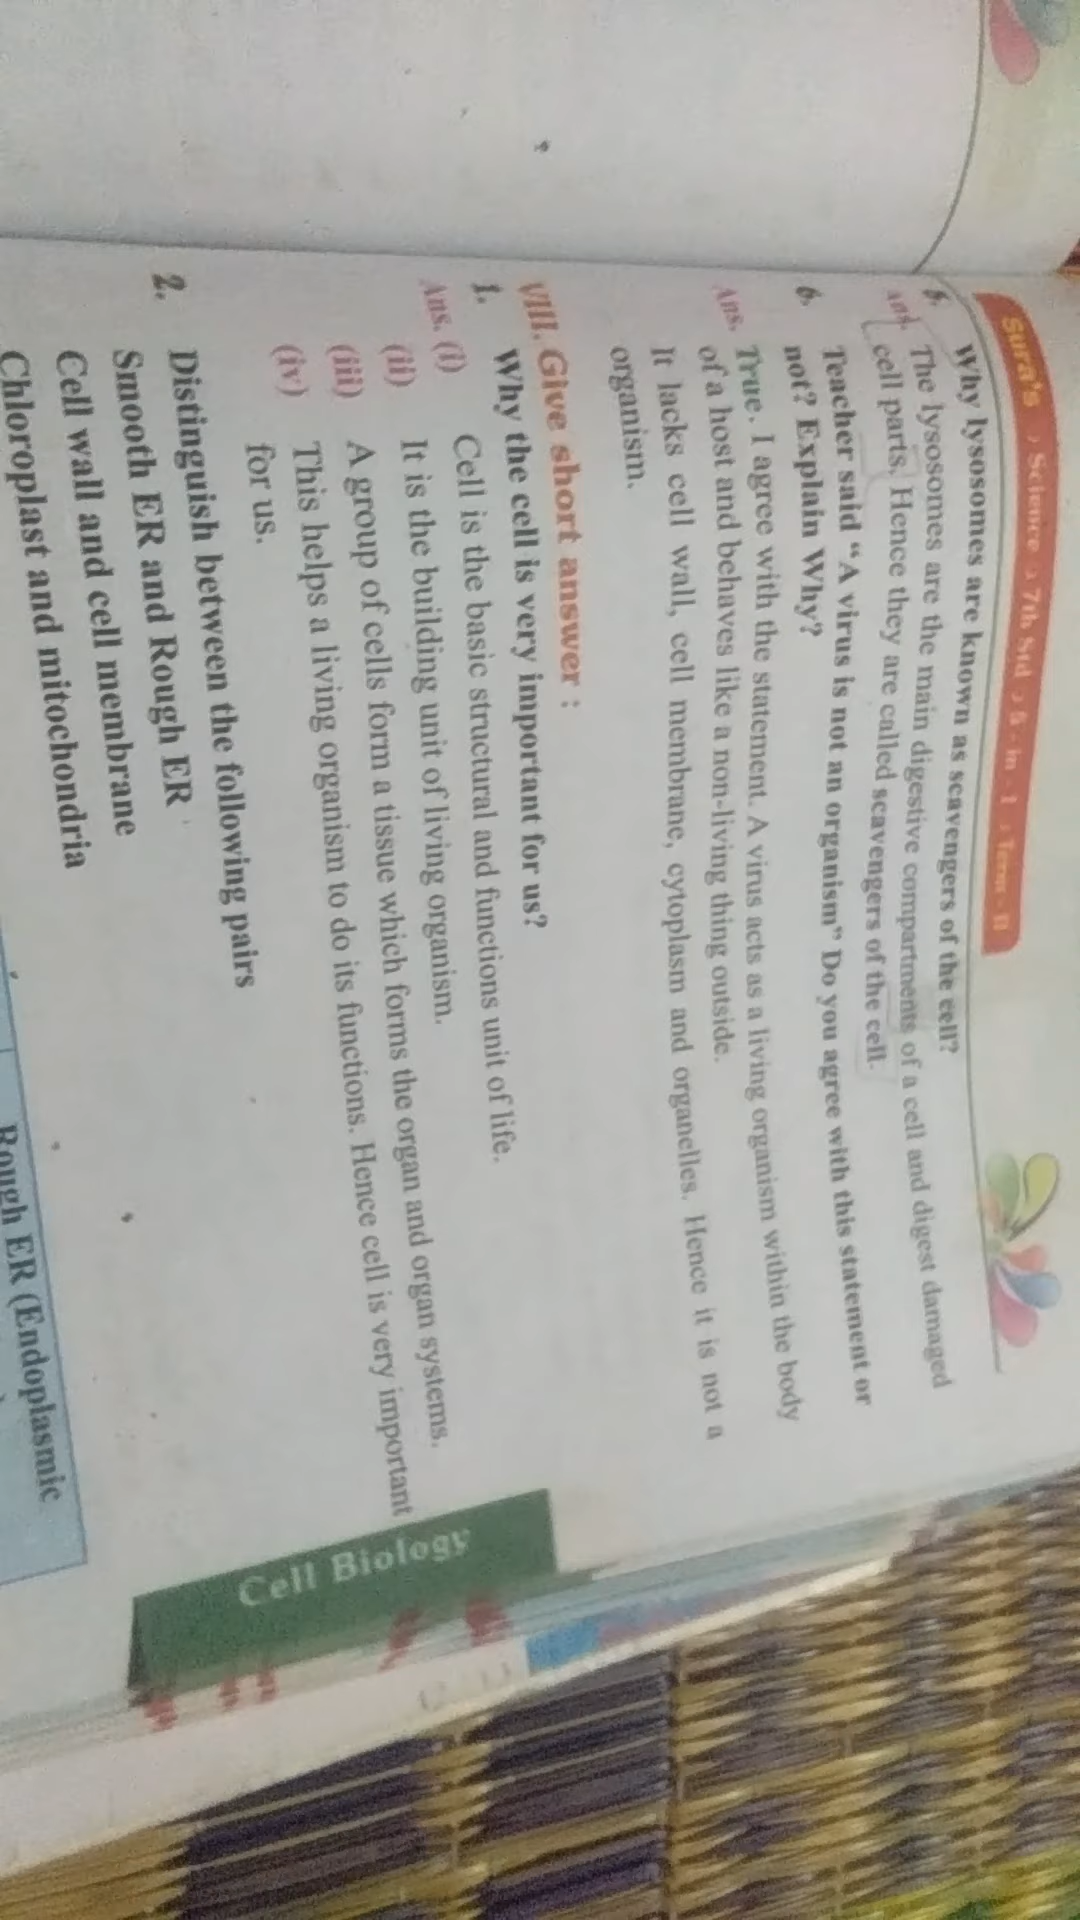 Sura's › Science › 7th Std › 5 - in - 1 › Term - II
5. Why lysosomes are known as scavengers of the cell?
Ans. The lysosomes are the main digestive compartments of a cell and digest damaged
cell parts. Hence they are called scavengers of the cell.
6. Teacher said "A virus is not an organism" Do you agree with this statement or
not? Explain Why?
Ans. True. I agree with the statement. A virus acts as a living organism within the body
of a host and behaves like a non-living thing outside.
It lacks cell wall, cell membrane, cytoplasm and organelles. Hence it is not a
organism.
VIII. Give short answer :
1. Why the cell is very important for us?
Ans. (i) Cell is the basic structural and functions unit of life.
(ii) It is the building unit of living organism.
(iii) A group of cells form a tissue which forms the organ and organ systems.
(iv) This helps a living organism to do its functions. Hence cell is very important
for us.
2. Distinguish between the following pairs
Smooth ER and Rough ER
Cell wall and cell membrane
Chloroplast and mitochondria
Rough ER (Endoplasmic
Cell Biology